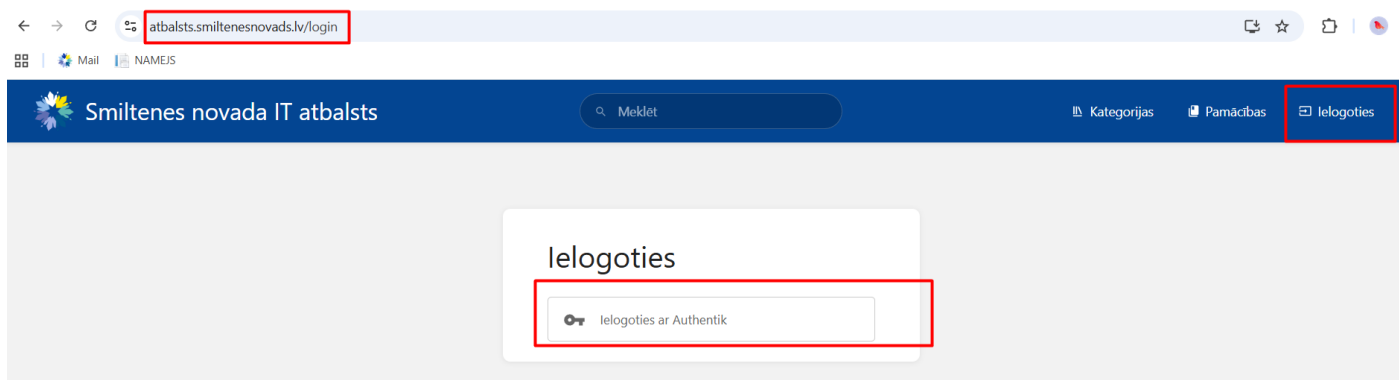 atbalsts.smiltenesnovads.lv/login
Mail NAMEJS
Smiltenes novada IT atbalsts Meklēt Kategorijas Pamācības Ielogoties
Ielogoties
Ielogoties ar Authentik